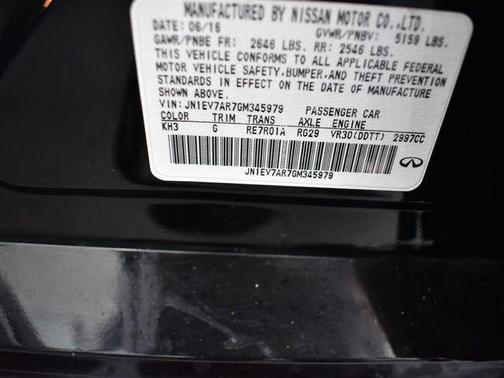 MANUFACTURED BY NISSAN MOTOR CO.,LTD.
DATE: 06/16 GVWR/PNBV: 5159 LBS.
GAWR/PNBE FR: 2646 LBS. RR: 2546 LBS.
THIS VEHICLE CONFORMS TO ALL APPLICABLE FEDERAL
MOTOR VEHICLE SAFETY,BUMPER,AND THEFT PREVENTION
STANDARDS IN EFFECT ON THE DATE OF MANUFACTURE
SHOWN ABOVE.
VIN: JN1EV7AR7GM345979 PASSENGER CAR
COLOR TRIM TRANS AXLE ENGINE
KH3 G RE7R01A RG29 VR30(DDTT) 2997CC
JN1EV7AR7GM345979